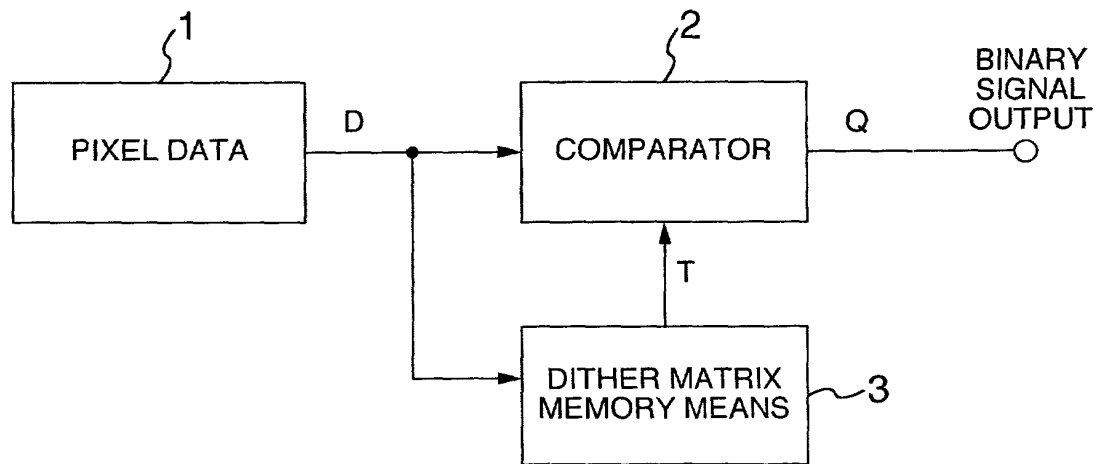 1
2
BINARY
SIGNAL
OUTPUT
PIXEL DATA
D
COMPARATOR
Q
T
DITHER MATRIX
MEMORY MEANS
3